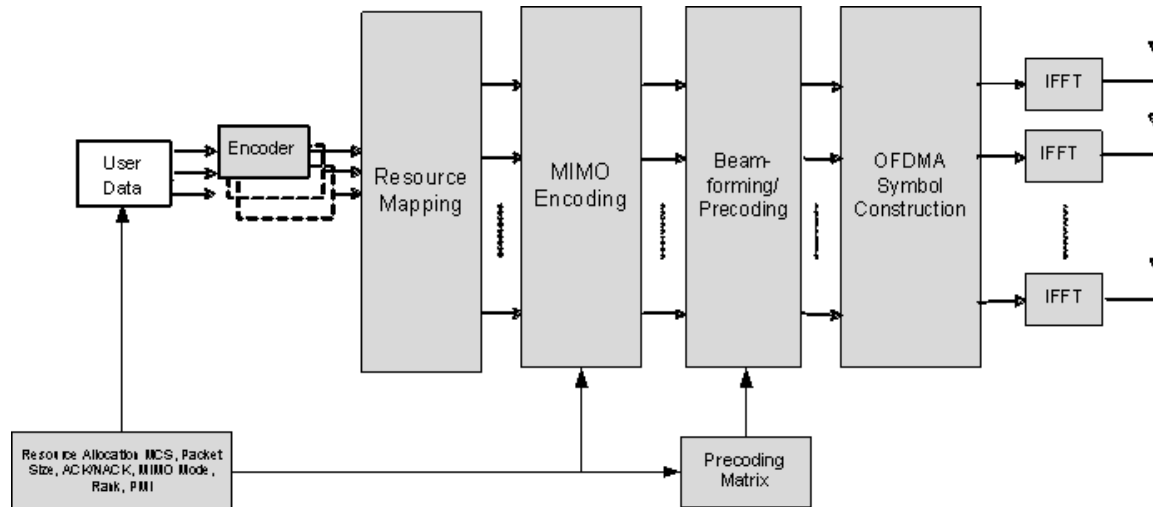 User
Data
Encoder
Resource
Mapping
MIMO
Encoding
Beam-
forming/
Precoding
OFDMA
Symbol
Construction
IFFT
IFFT
IFFT
Resource Allocation MCS, Packet
Size, ACK/NACK, MIMO Mode,
Rank, PMI
Precoding
Matrix